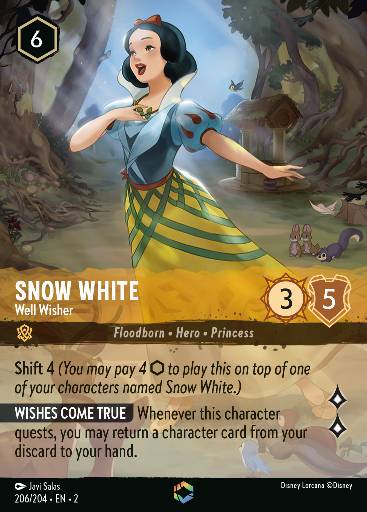 6
SNOW WHITE
Well Wisher
3
5
Floodborn • Hero • Princess
Shift 4 (You may pay 4 ⬡ to play this on top of
one of your characters named Snow White.)
WISHES COME TRUE Whenever this character
quests, you may return a character card from your
discard to your hand.
Javi Salas
Disney Lorcana ©Disney
206/204 • EN • 2